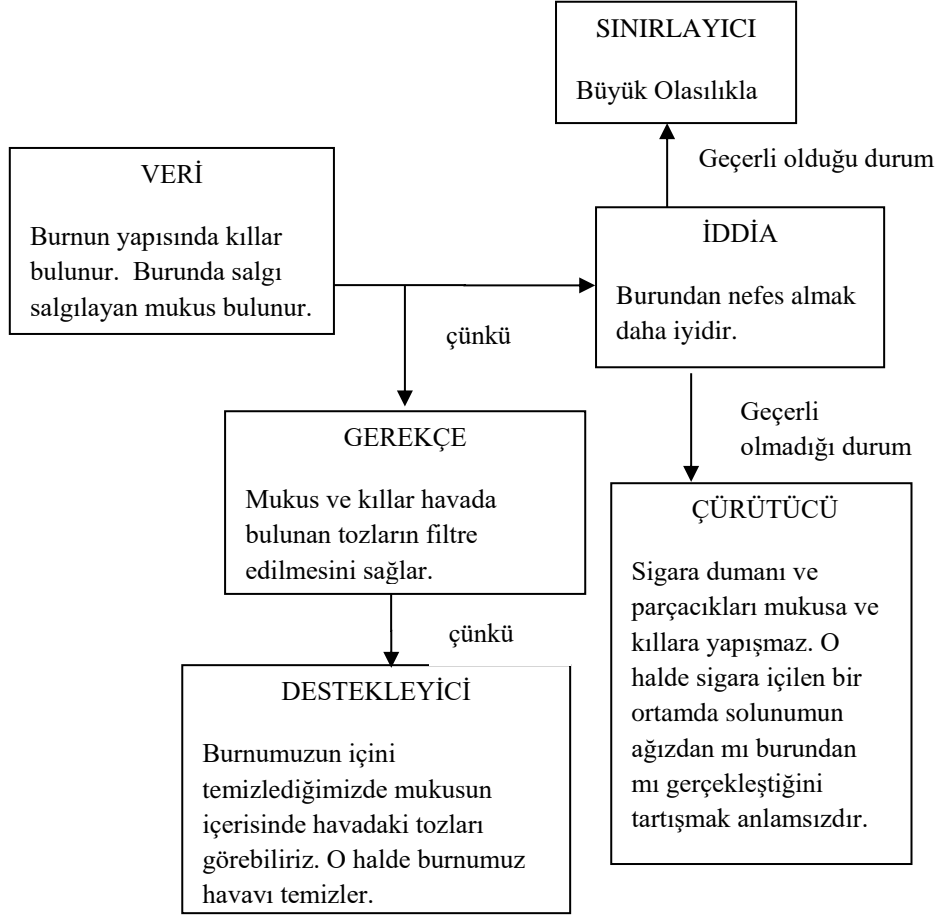 SINIRLAYICI
Büyük Olasılıkla
Geçerli olduğu durum
VERİ
Burnun yapısında kıllar
bulunur. Burunda salgı
salgılayan mukus bulunur.
İDDİA
Burundan nefes almak
daha iyidir.
çünkü
Geçerli
olmadığı durum
GEREKÇE
Mukus ve kıllar havada
bulunan tozların filtre
edilmesini sağlar.
çünkü
ÇÜRÜTÜCÜ
Sigara dumanı ve
parçacıkları mukusa ve
kıllara yapışmaz. O
halde sigara içilen bir
ortamda solunumun
ağızdan mı burundan
mı gerçekleştiğini
tartışmak anlamsızdır.
DESTEKLEYİCİ
Burnumuzun içini
temizlediğimizde mukusun
içerisinde havadaki tozları
görebiliriz. O halde burnumuz
havayı temizler.